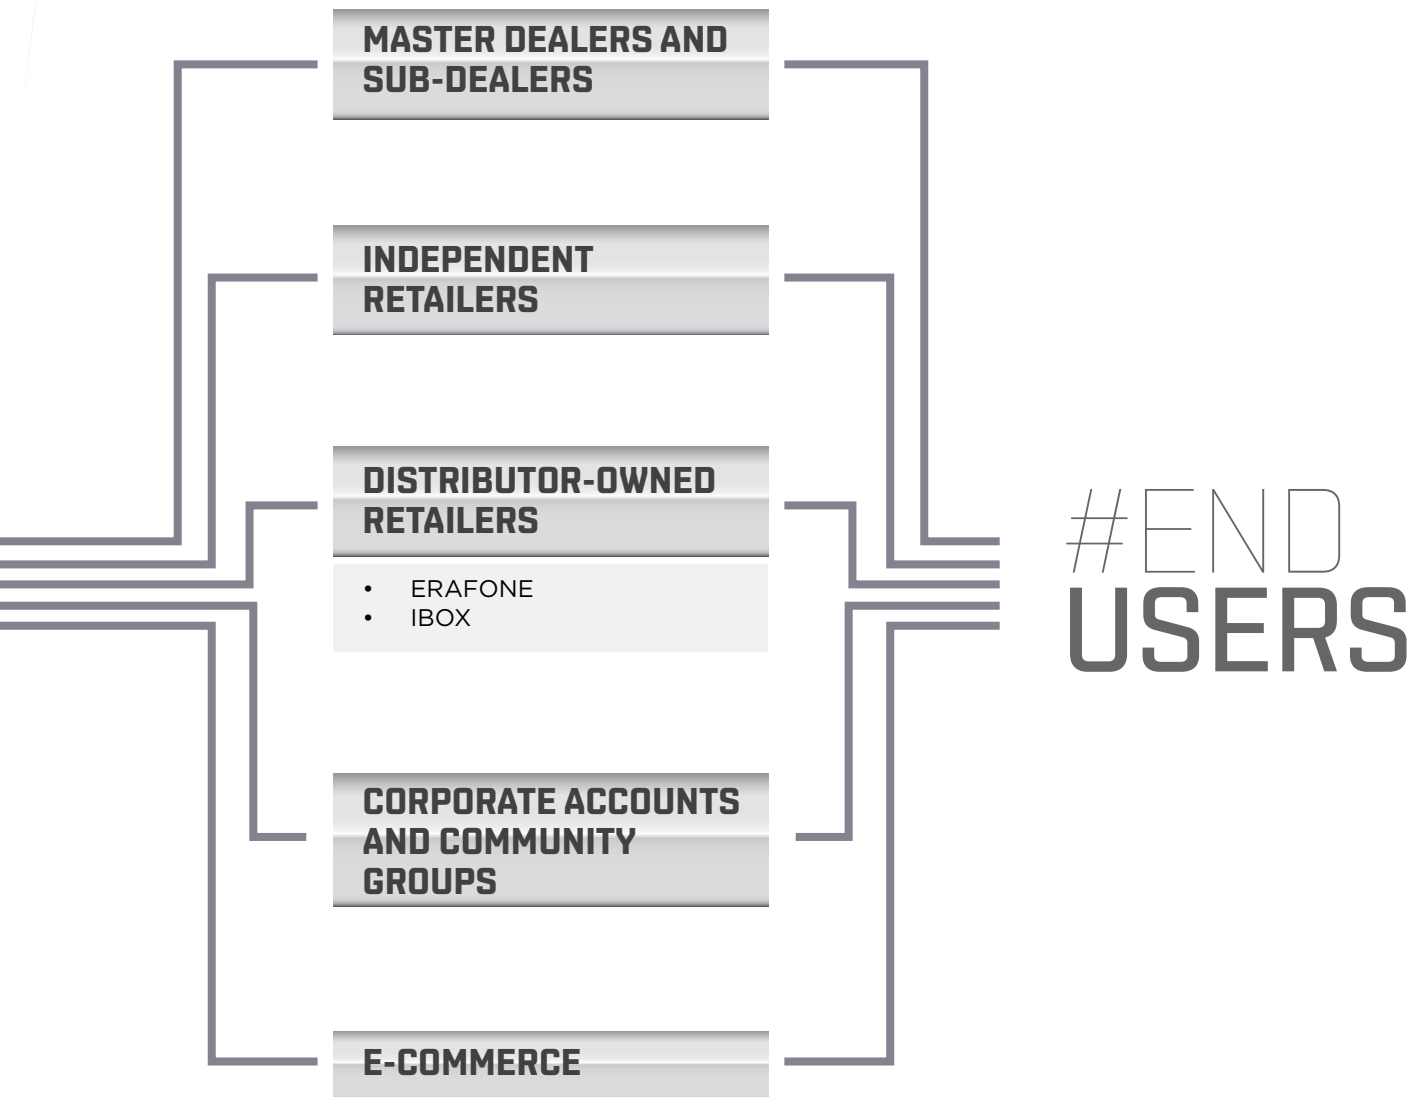 MASTER DEALERS AND
SUB-DEALERS
INDEPENDENT
RETAILERS
DISTRIBUTOR-OWNED
RETAILERS
• ERAFONE
• IBOX
CORPORATE ACCOUNTS
AND COMMUNITY
GROUPS
E-COMMERCE
#END
USERS